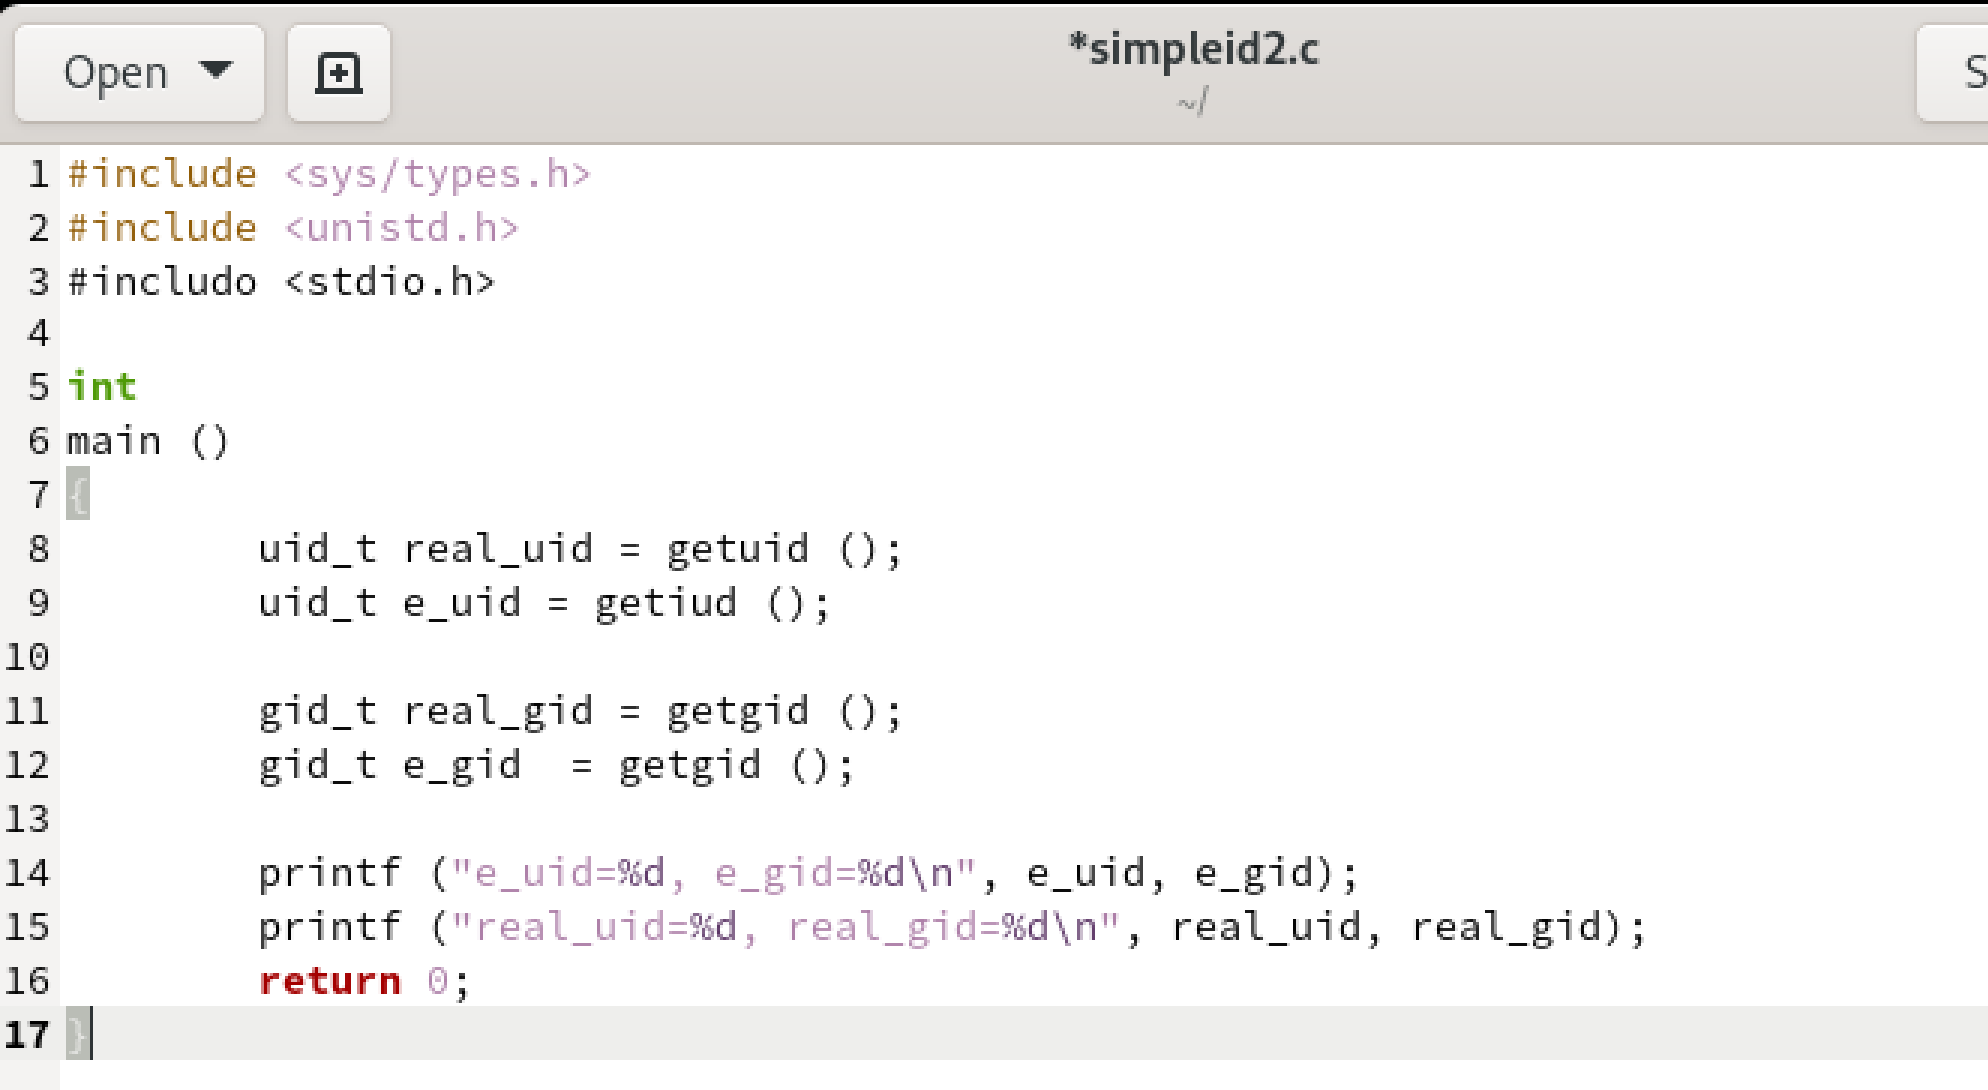 Open
*simpleid2.c
~/
S
1 #include <sys/types.h>
2 #include <unistd.h>
3 #includo <stdio.h>
4
5 int
6 main ()
7 {
8 uid_t real_uid = getuid ();
9 uid_t e_uid = getiud ();
10
11 gid_t real_gid = getgid ();
12 gid_t e_gid  = getgid ();
13
14 printf ("e_uid=%d, e_gid=%d\n", e_uid, e_gid);
15 printf ("real_uid=%d, real_gid=%d\n", real_uid, real_gid);
16 return 0;
17 }